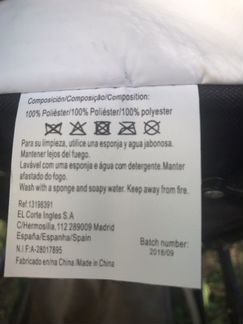 Composición/Composição/Composition:
100% Poliéster/100% Poliéster/100% polyester
Para su limpieza, utilice una esponja y agua jabonosa.
Mantener lejos del fuego.
Lavável com uma esponja e água com detergente. Manter
afastado do fogo.
Wash with a sponge and soapy water. Keep away from fire.
Ref:13198391
EL Corte Ingles S.A
C/Hermosilla,112 289009 Madrid
España/Espanha/Spain
N.I.F:A-28017895
Batch number:
2018/09
Fabricado en/na China./Made in China